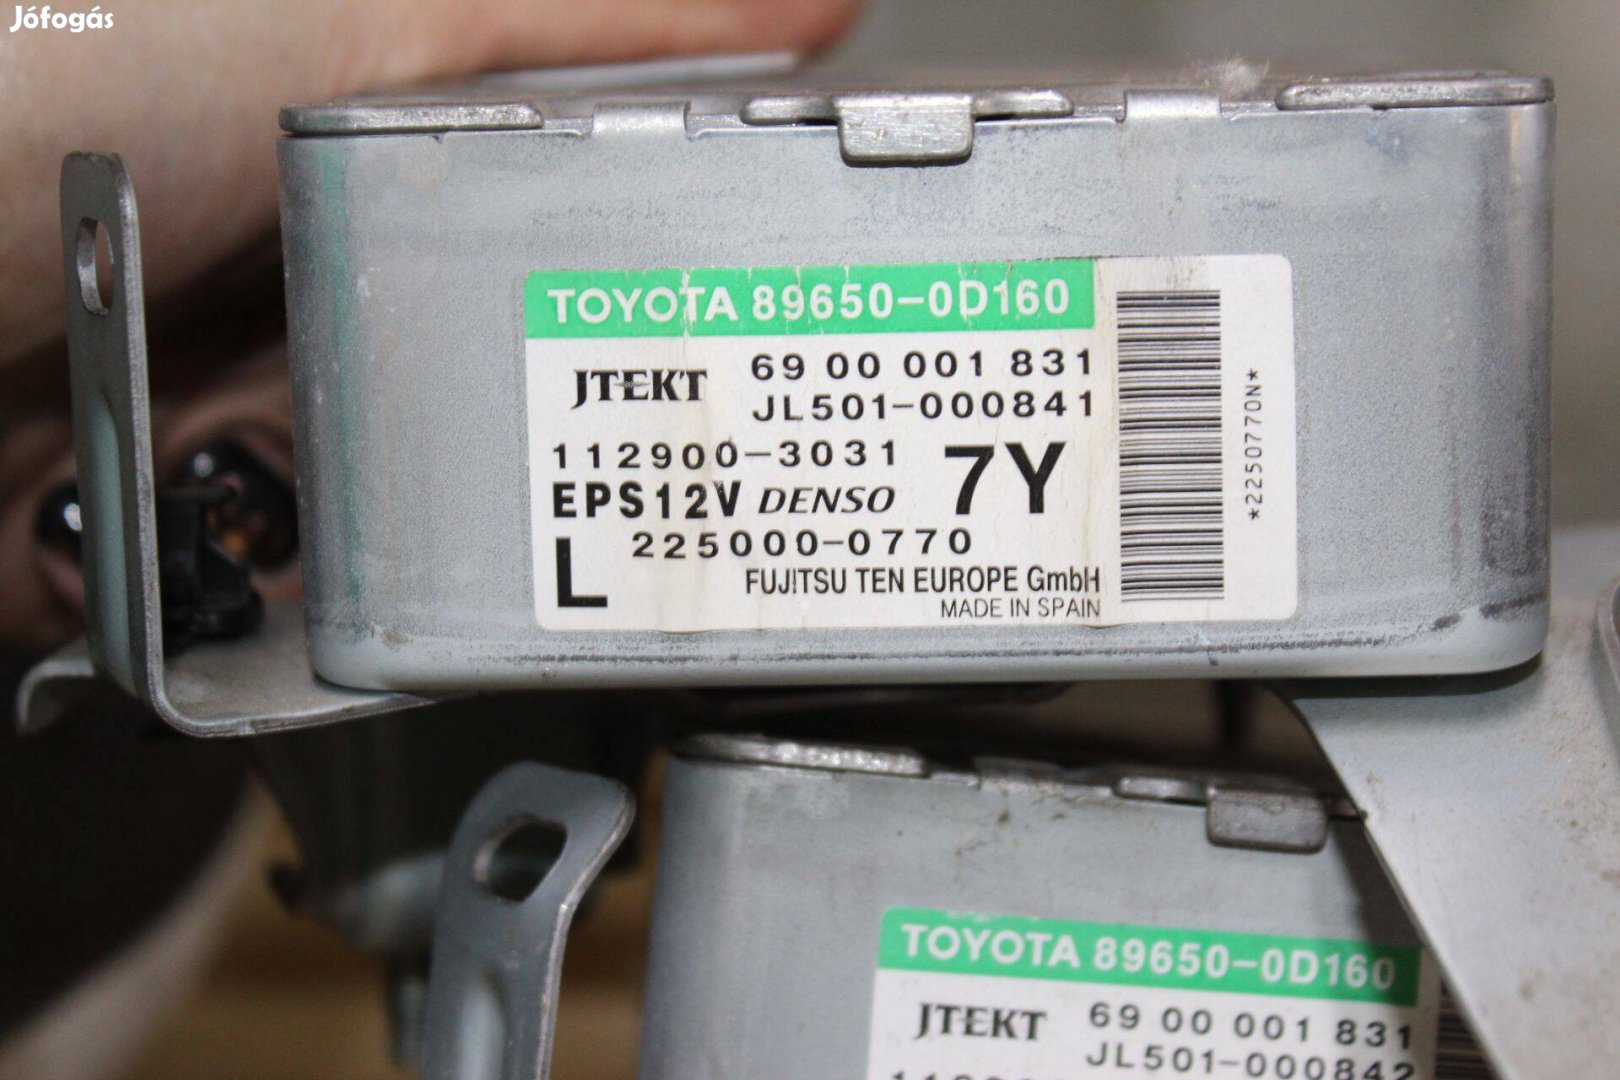 Jófogás
TOYOTA 89650-0D160
JTEKT
69 00 001 831
JL501-000841
112900-3031
7Y
EPS12V DENSO
L
225000-0770
FUJITSU TEN EUROPE GmbH
MADE IN SPAIN
*2250770N*
TOYOTA 89650-0D160
JTEKT
69 00 001 831
JL501-000842